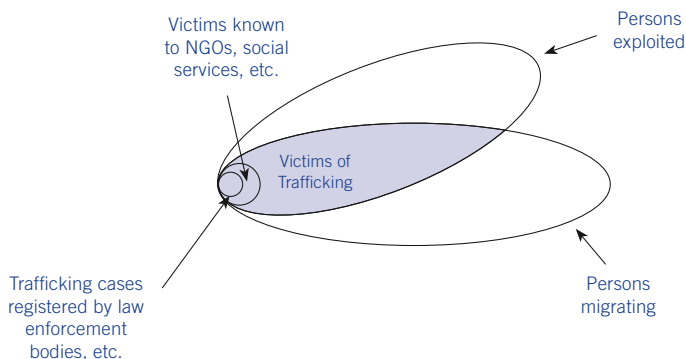 Victims known
to NGOs, social
services, etc.
Persons
exploited
Victims of
Trafficking
Trafficking cases
registered by law
enforcement
bodies, etc.
Persons
migrating